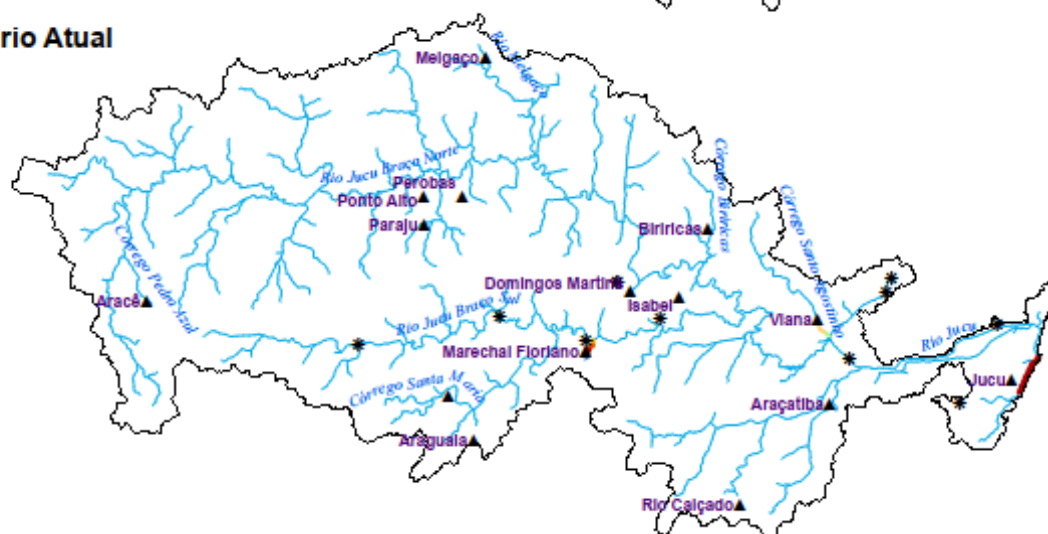 rio Atual
Rio Melgaço
Melgaço
Rio Jucu Braço Norte
Perobas
Ponto Alto
Paraju
Córrego Biriricas
Biriricas
Córrego Santo Agostinho
Córrego Pedro Azul
Aracê
Domingos Martins
Isabel
Viana
Rio Jucu Braço Sul
Rio Jucu
Marechal Floriano
Jucu
Córrego Santa Maria
Araçatiba
Araguaia
Rio Calçado